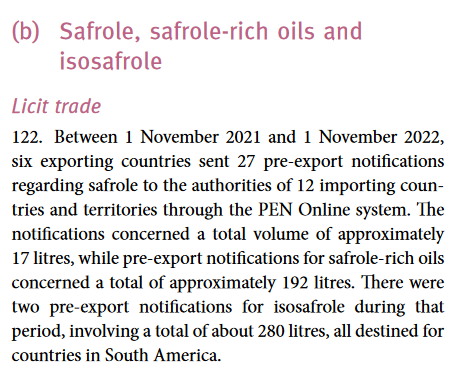 (b) Safrole, safrole-rich oils and
isosafrole
Licit trade
122. Between 1 November 2021 and 1 November 2022,
six exporting countries sent 27 pre-export notifications
regarding safrole to the authorities of 12 importing coun-
tries and territories through the PEN Online system. The
notifications concerned a total volume of approximately
17 litres, while pre-export notifications for safrole-rich oils
concerned a total of approximately 192 litres. There were
two pre-export notifications for isosafrole during that
period, involving a total of about 280 litres, all destined for
countries in South America.